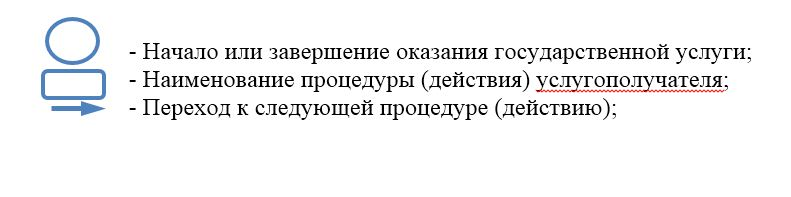 - Начало или завершение оказания государственной услуги;
- Наименование процедуры (действия) услугополучателя;
- Переход к следующей процедуре (действию);